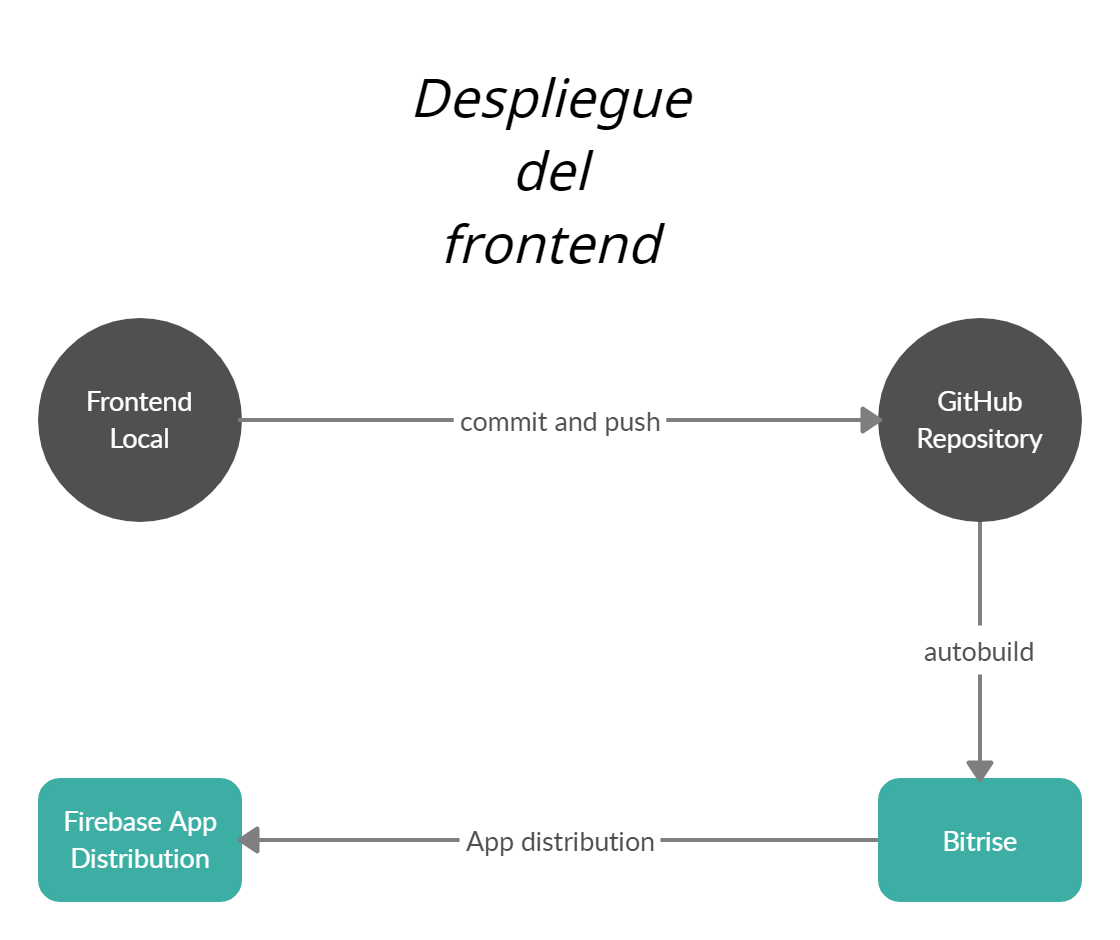 Despliegue
del
frontend
Frontend
Local
commit and push
GitHub
Repository
autobuild
Firebase App
Distribution
App distribution
Bitrise